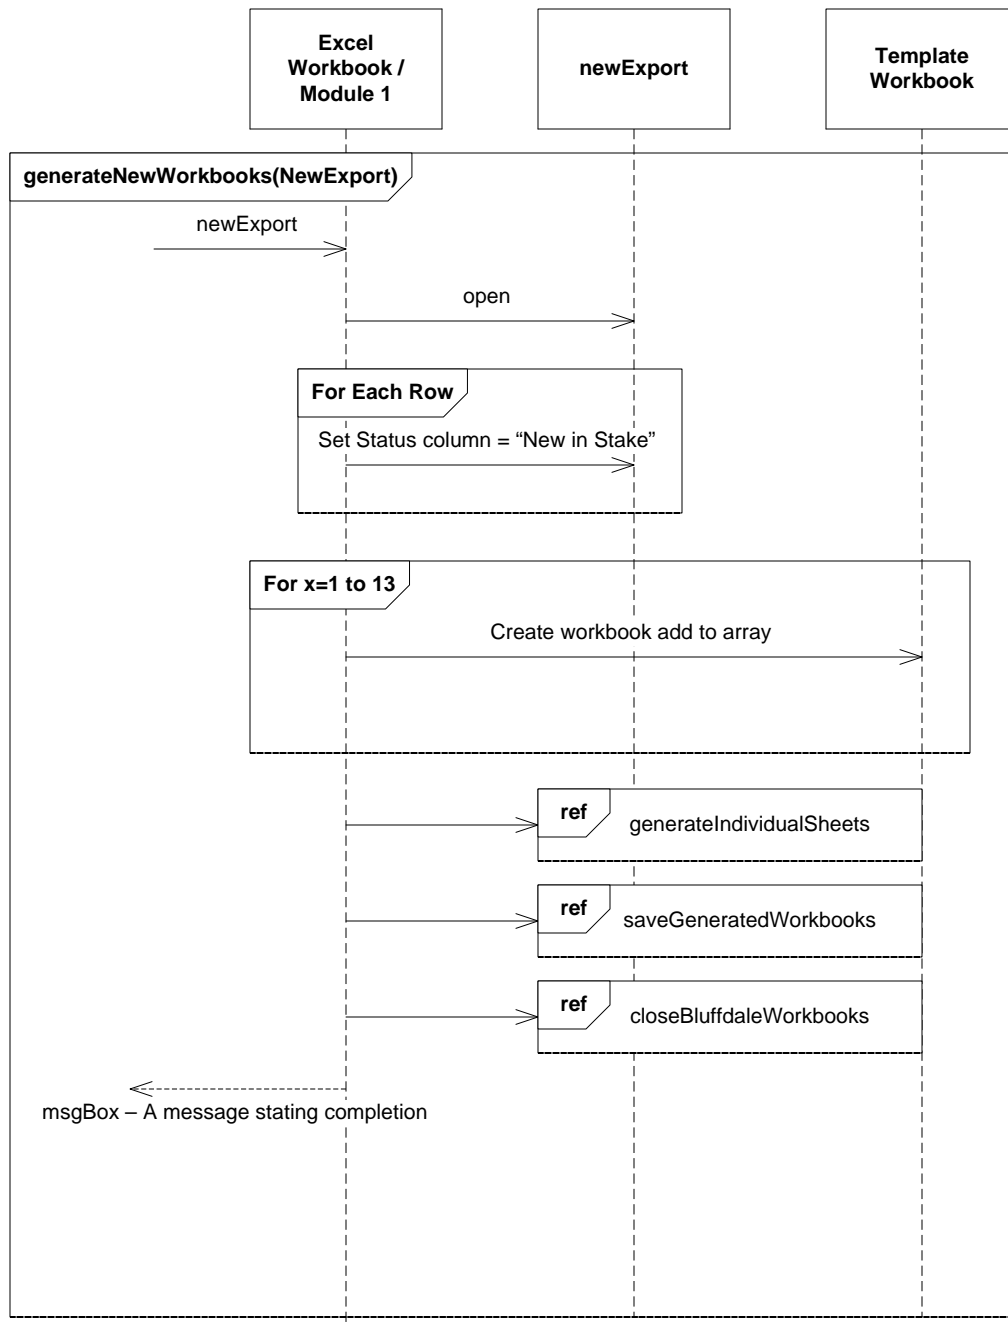 Excel
Workbook /
Module 1
newExport
Template
Workbook
generateNewWorkbooks(NewExport)
newExport
open
For Each Row
Set Status column = “New in Stake”
For x=1 to 13
Create workbook add to array
ref
generateIndividualSheets
ref
saveGeneratedWorkbooks
ref
closeBluffdaleWorkbooks
msgBox – A message stating completion